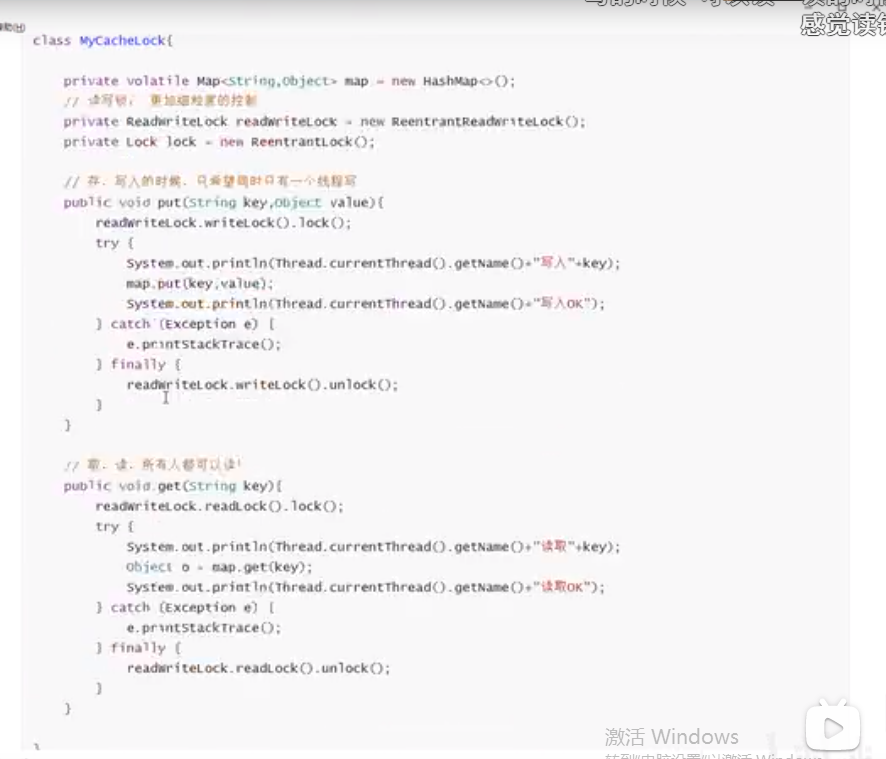 感觉读
class MyCacheLock{
private volatile Map<String,Object> map = new HashMap<>();
// 读写锁： 更加细粒度的控制
private ReadWriteLock readWriteLock = new ReentrantReadWriteLock();
private Lock lock = new ReentrantLock();
// 存、写入的时候，只希望同时只有一个线程写
public void put(String key,Object value){
readWriteLock.writeLock().lock();
try {
System.out.println(Thread.currentThread().getName()+"写入"+key);
map.put(key,value);
System.out.println(Thread.currentThread().getName()+"写入OK");
} catch (Exception e) {
e.printStackTrace();
} finally {
readWriteLock.writeLock().unlock();
}
}
// 取、读，所有人都可以读！
public void get(String key){
readWriteLock.readLock().lock();
try {
System.out.println(Thread.currentThread().getName()+"读取"+key);
Object o = map.get(key);
System.out.println(Thread.currentThread().getName()+"读取OK");
} catch (Exception e) {
e.printStackTrace();
} finally {
readWriteLock.readLock().unlock();
}
}
}
激活 Windows